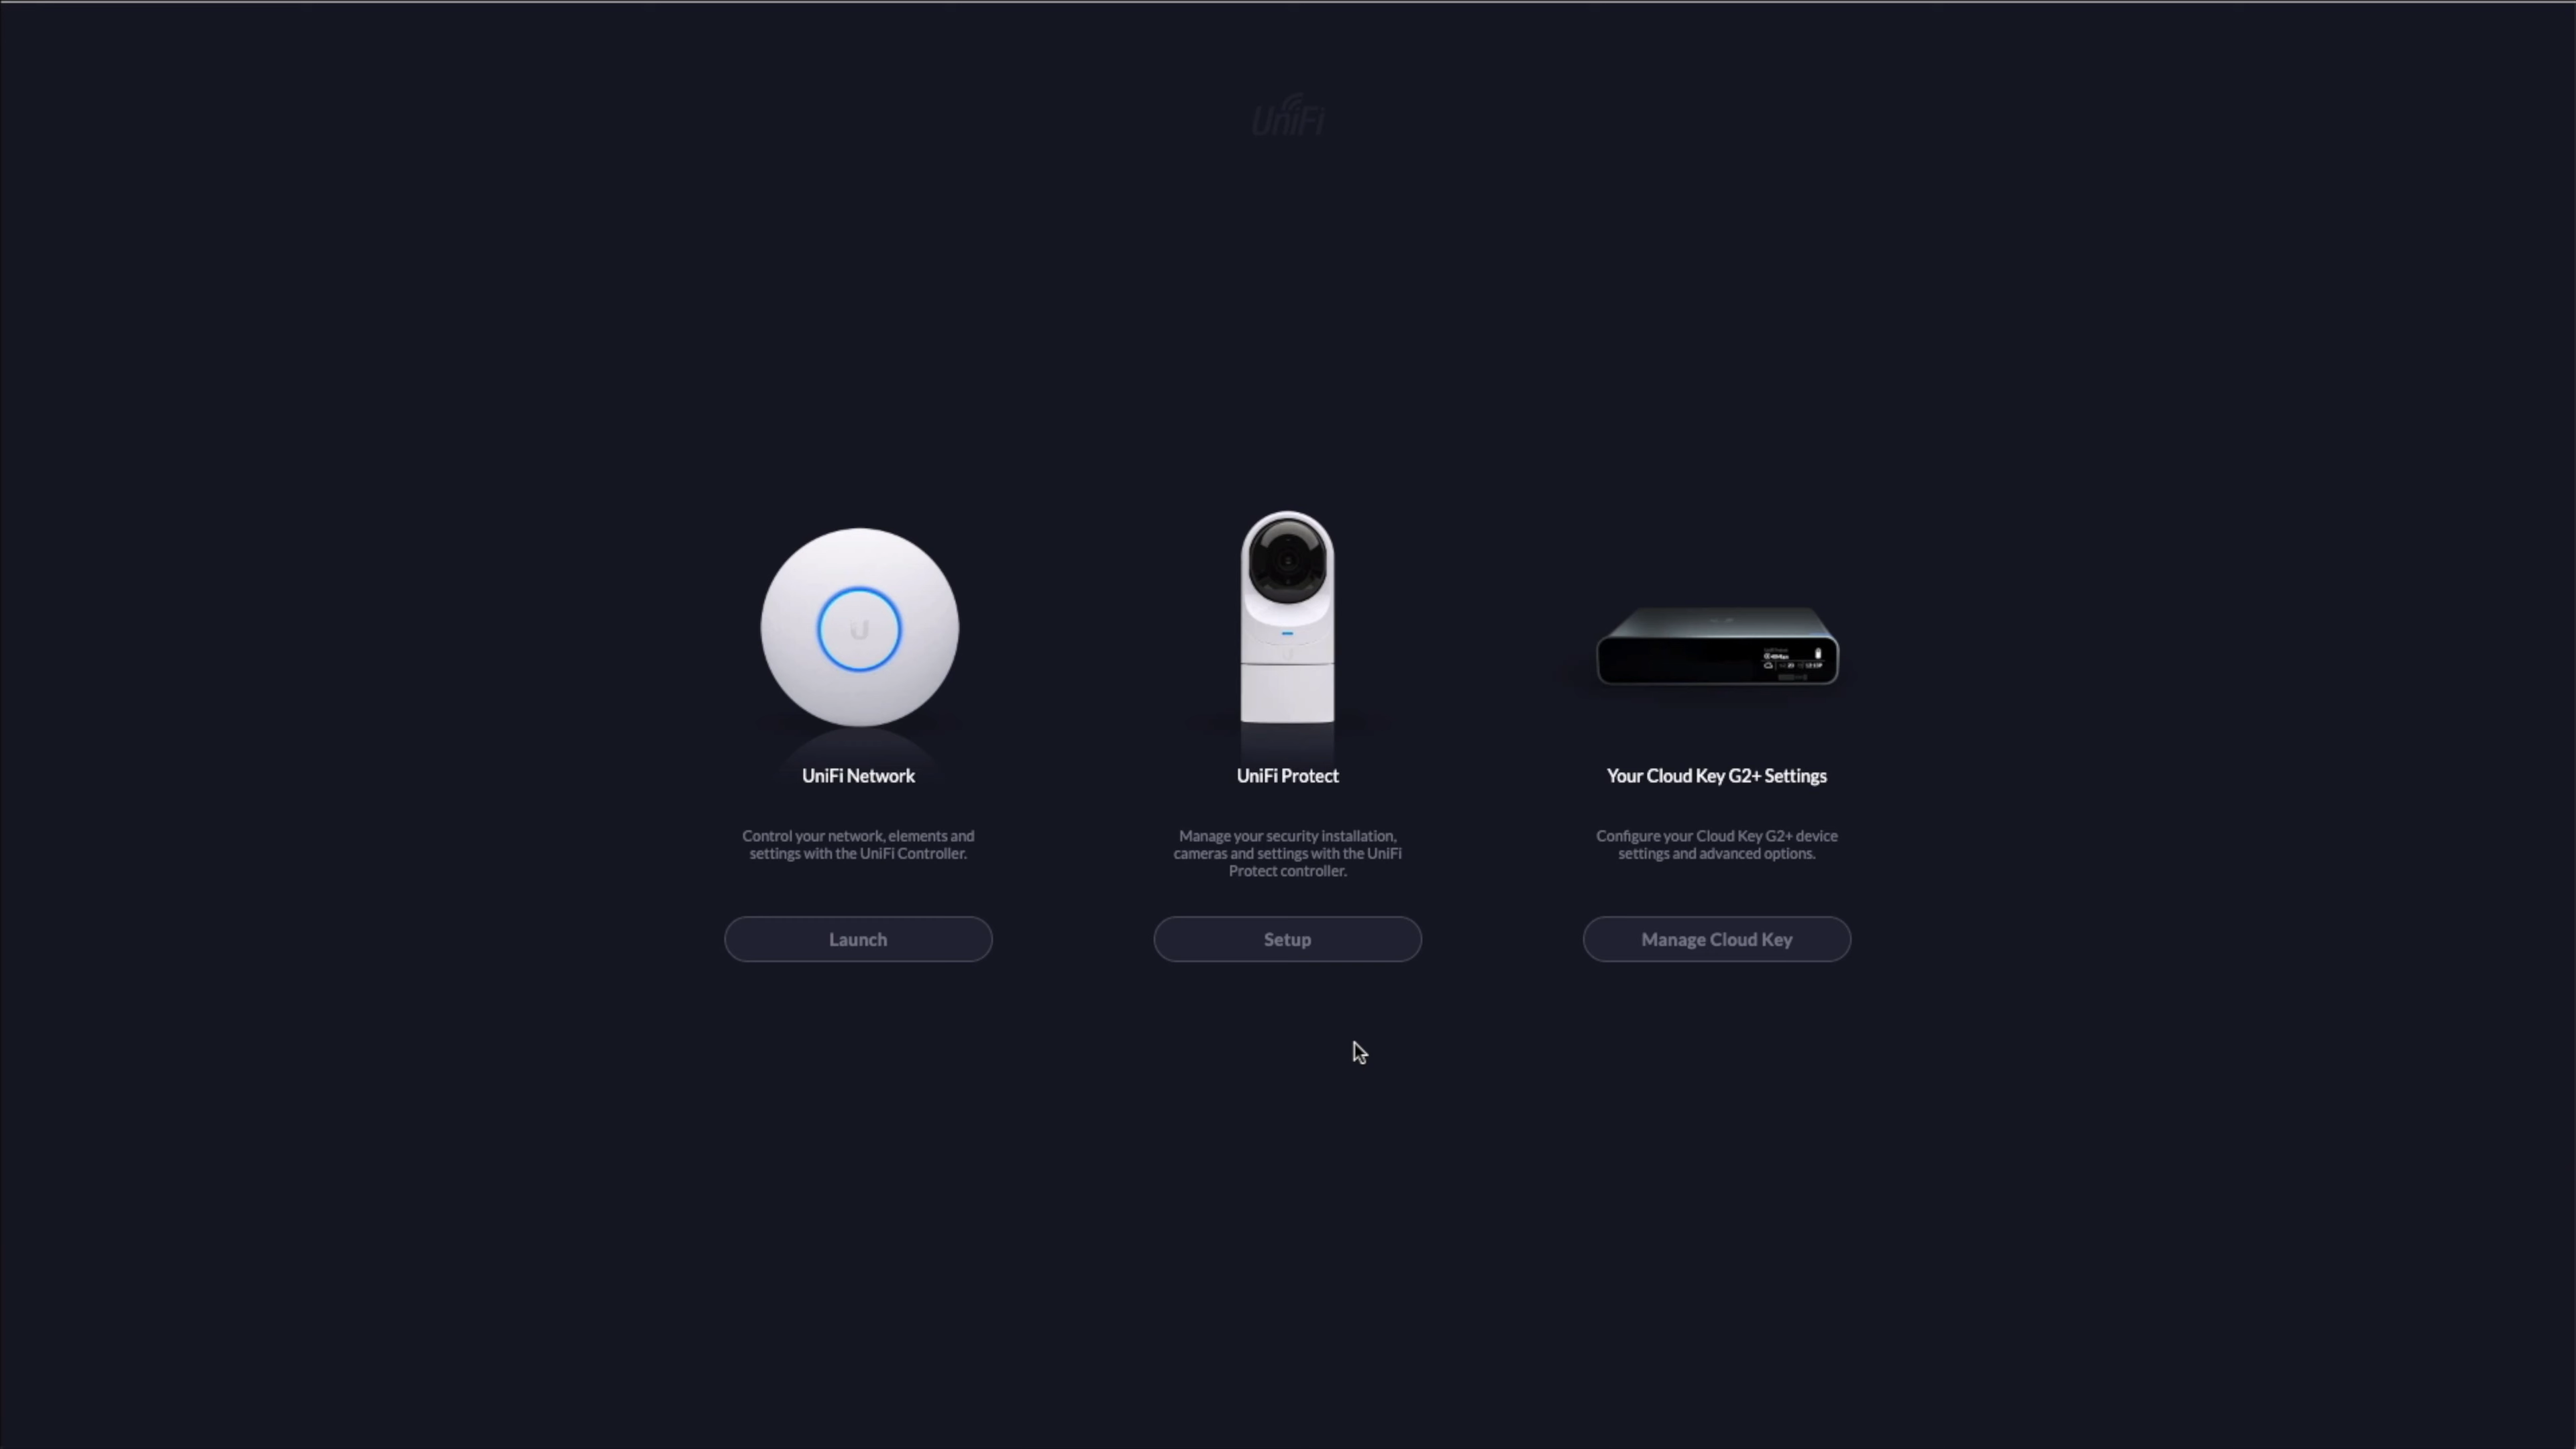 UniFi
UniFi Network
Control your network, elements and
settings with the UniFi Controller.
Launch
UniFi Protect
Manage your security installation,
cameras and settings with the UniFi
Protect controller.
Setup
Your Cloud Key G2+ Settings
Configure your Cloud Key G2+ device
settings and advanced options.
Manage Cloud Key